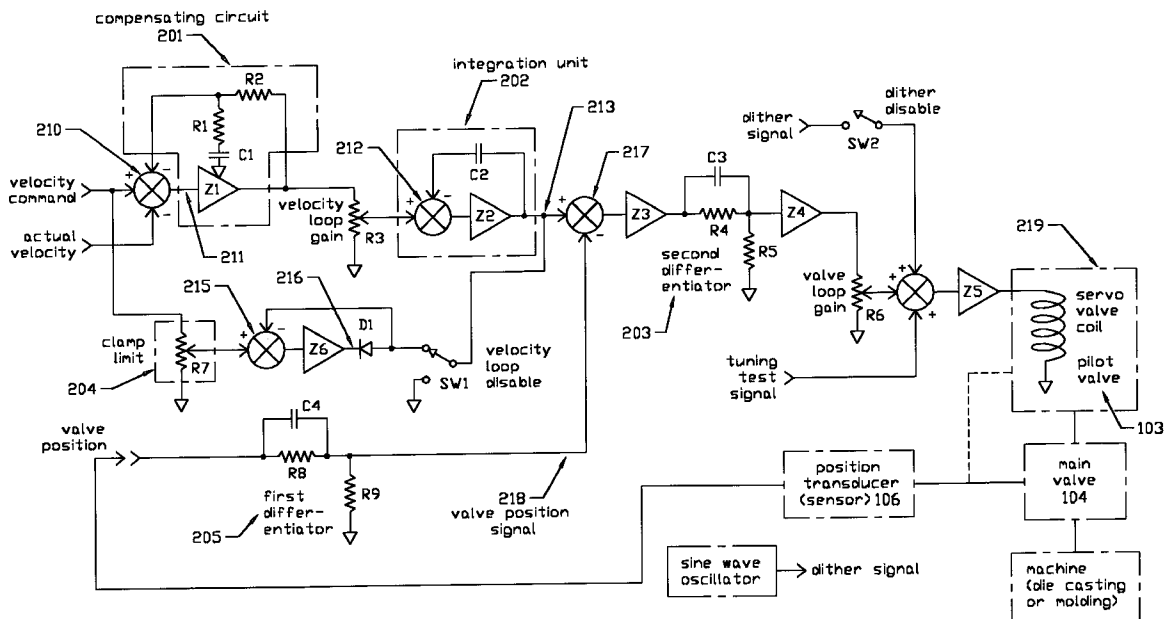 compensating circuit
201
R2
R1
C1
210
+
-
-
Z1
velocity
command
actual
velocity
211
velocity
loop
gain
R3
integration unit
202
212
+
-
C2
Z2
213
217
+
-
Z3
C3
R4
R5
second
differ-
entiator
203
Z4
dither
signal
dither
disable
SW2
valve
loop
gain
R6
+
+
+
Z5
tuning
test
signal
219
servo
valve
coil
pilot
valve
103
clamp
limit
204
R7
215
+
-
Z6
216
D1
SW1
velocity
loop
disable
valve
position
C4
R8
R9
first
differ-
entiator
205
218
valve position
signal
position
transducer
(sensor)106
main
valve
104
sine wave
oscillator
dither signal
machine
(die casting
or molding)